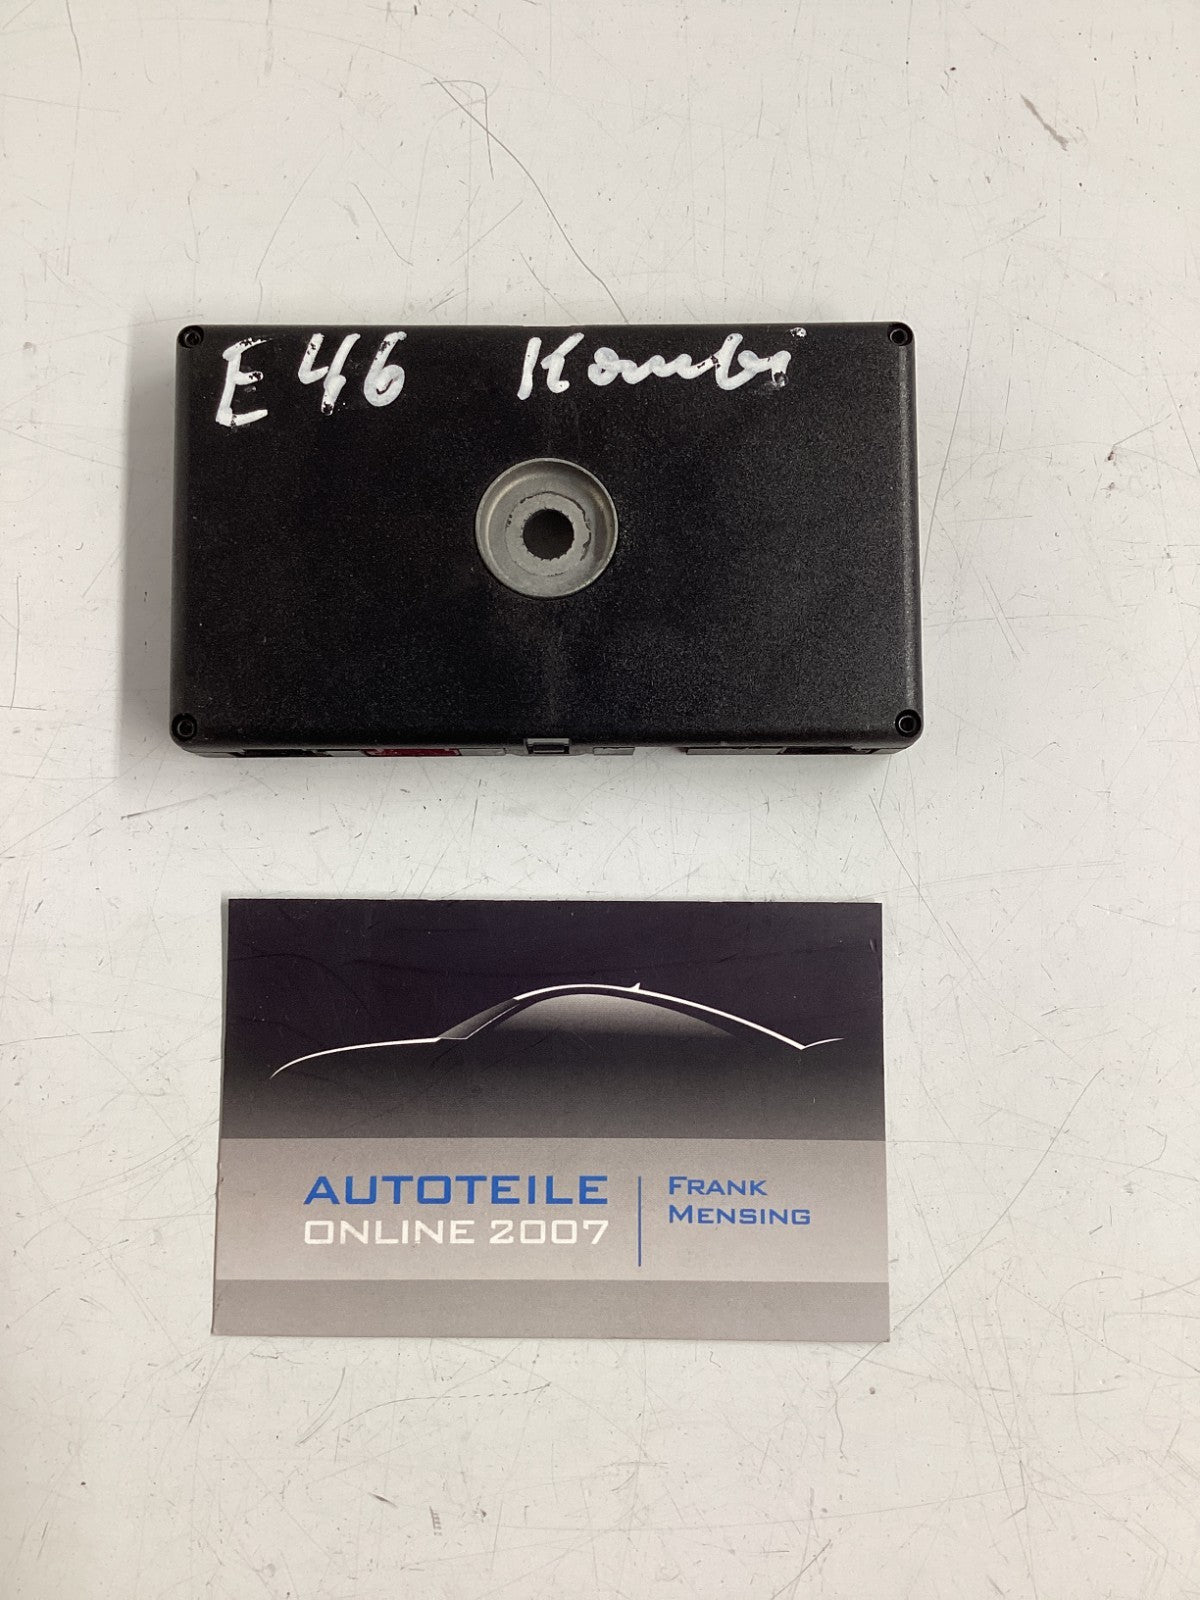 E46 Kombi
AUTOTEILE
ONLINE 2007
FRANK
MENSING